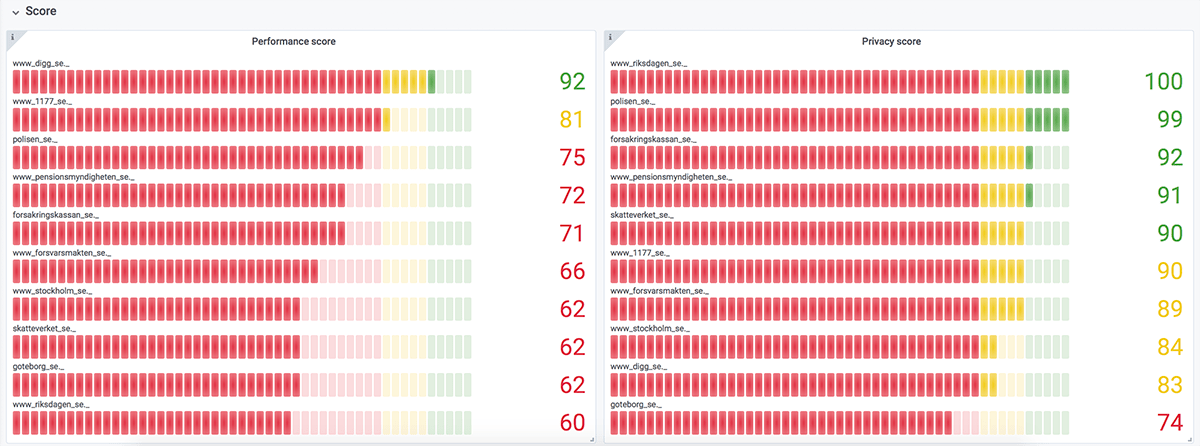 Score
Performance score
www_digg_se._
92
www_1177_se._
81
polisen_se._
75
www_pensionsmyndigheten_se._
72
forsakringskassan_se._
71
www_forsvarsmakten_se._
66
www_stockholm_se._
62
skatteverket_se._
62
goteborg_se._
62
www_riksdagen_se._
60
Privacy score
www_riksdagen_se._
100
polisen_se._
99
forsakringskassan_se._
92
www_pensionsmyndigheten_se._
91
skatteverket_se._
90
www_1177_se._
90
www_forsvarsmakten_se._
89
www_stockholm_se._
84
www_digg_se._
83
goteborg_se._
74